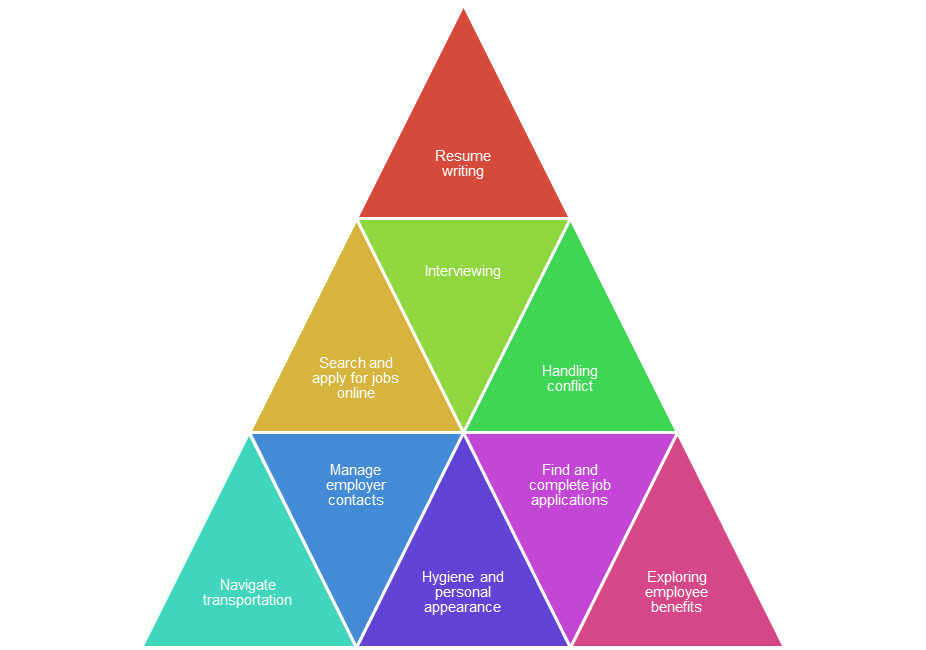 Resume
writing
Interviewing
Search and
apply for jobs
online
Handling
conflict
Manage
employer
contacts
Find and
complete job
applications
Navigate
transportation
Hygiene and
personal
appearance
Exploring
employee
benefits